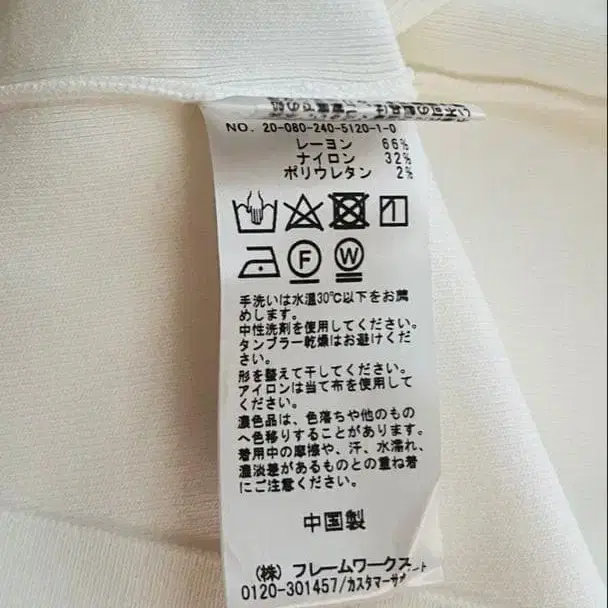 NO. 20-080-240-5120-1-0
レーヨン 66%
ナイロン 32%
ポリウレタン 2%
F W
手洗いは水温30℃以下をお薦
めします。
中性洗剤を使用してください。
タンブラー乾燥はお避けくだ
さい。
形を整えて干してください。
アイロンは当て布を使用して
ください。
濃色品は、色落ちや他のもの
へ色移りすることがあります。
着用中の摩擦や、汗、水濡れ、
濃淡差があるものとの重ね着
にご注意ください。
中国製
(株) フレームワークス
0120-301457/カスタマーサポート